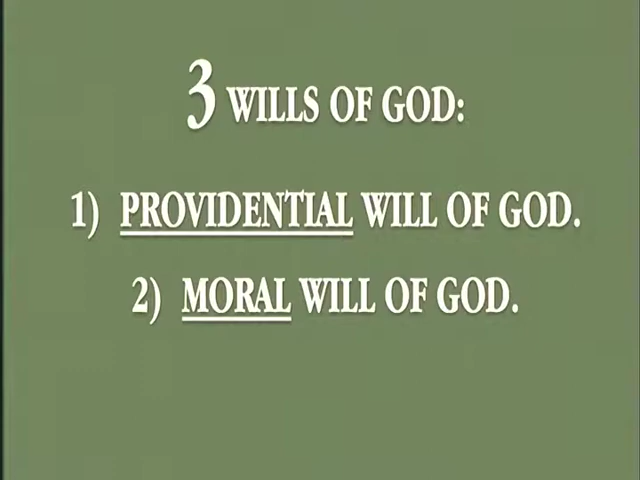 3 WILLS OF GOD:
1) PROVIDENTIAL WILL OF GOD.
2) MORAL WILL OF GOD.